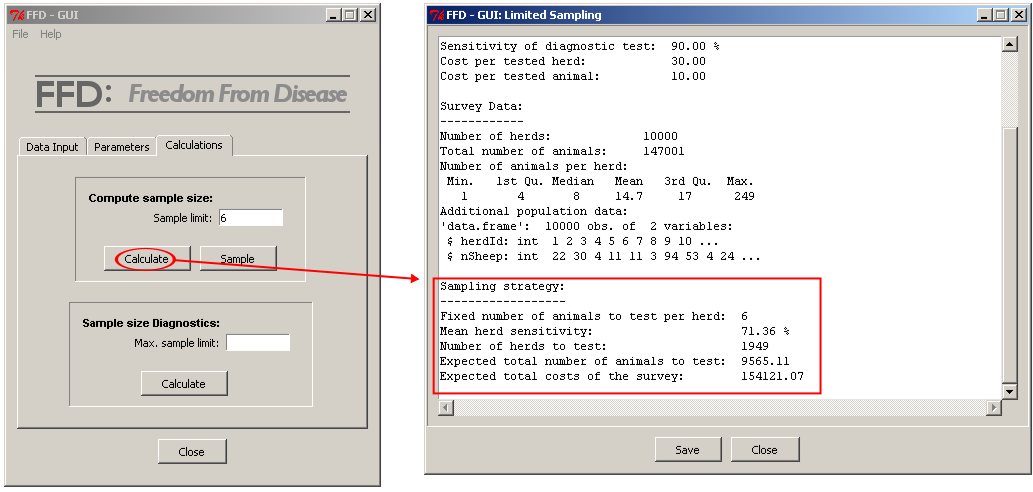 FFD - GUI
File Help
FFD: Freedom From Disease
Data Input Parameters Calculations
Compute sample size:
Sample limit: 6
Calculate Sample
Sample size Diagnostics:
Max. sample limit:
Calculate
Close
FFD - GUI: Limited Sampling
Sensitivity of diagnostic test: 90.00 %
Cost per tested herd: 30.00
Cost per tested animal: 10.00
Survey Data:
------------
Number of herds: 10000
Total number of animals: 147001
Number of animals per herd:
Min. 1st Qu. Median Mean 3rd Qu. Max.
1 4 8 14.7 17 249
Additional population data:
'data.frame': 10000 obs. of 2 variables:
$ herdId: int 1 2 3 4 5 6 7 8 9 10 ...
$ nSheep: int 22 30 4 11 11 3 94 53 4 24 ...
Sampling strategy:
------------------
Fixed number of animals to test per herd: 6
Mean herd sensitivity: 71.36 %
Number of herds to test: 1949
Expected total number of animals to test: 9565.11
Expected total costs of the survey: 154121.07
Save Close